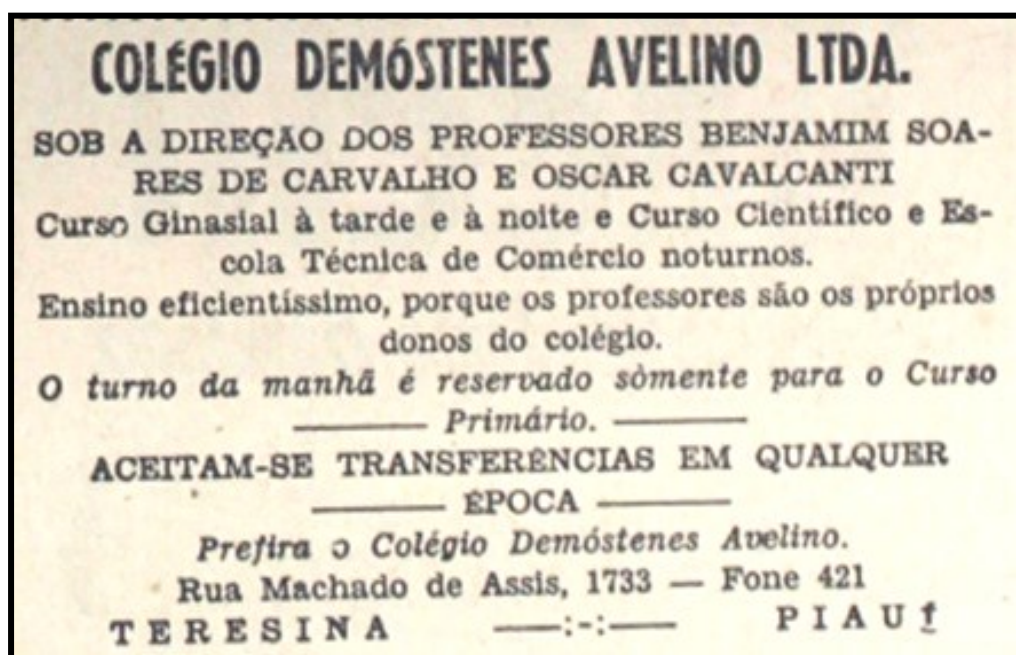 COLÉGIO DEMÓSTENES AVELINO LTDA.
SOB A DIREÇÃO DOS PROFESSORES BENJAMIM SOA-
RES DE CARVALHO E OSCAR CAVALCANTI
Curso Ginasial à tarde e à noite e Curso Científico e Es-
cola Técnica de Comércio noturnos.
Ensino eficientíssimo, porque os professores são os próprios
donos do colégio.
O turno da manhã é reservado sòmente para o Curso
——— Primário. ———
ACEITAM-SE TRANSFERÊNCIAS EM QUALQUER
——— ÉPOCA ———
Prefira o Colégio Demóstenes Avelino.
Rua Machado de Assis, 1733 — Fone 421
TERESINA ——:-:—— PIAUÍ